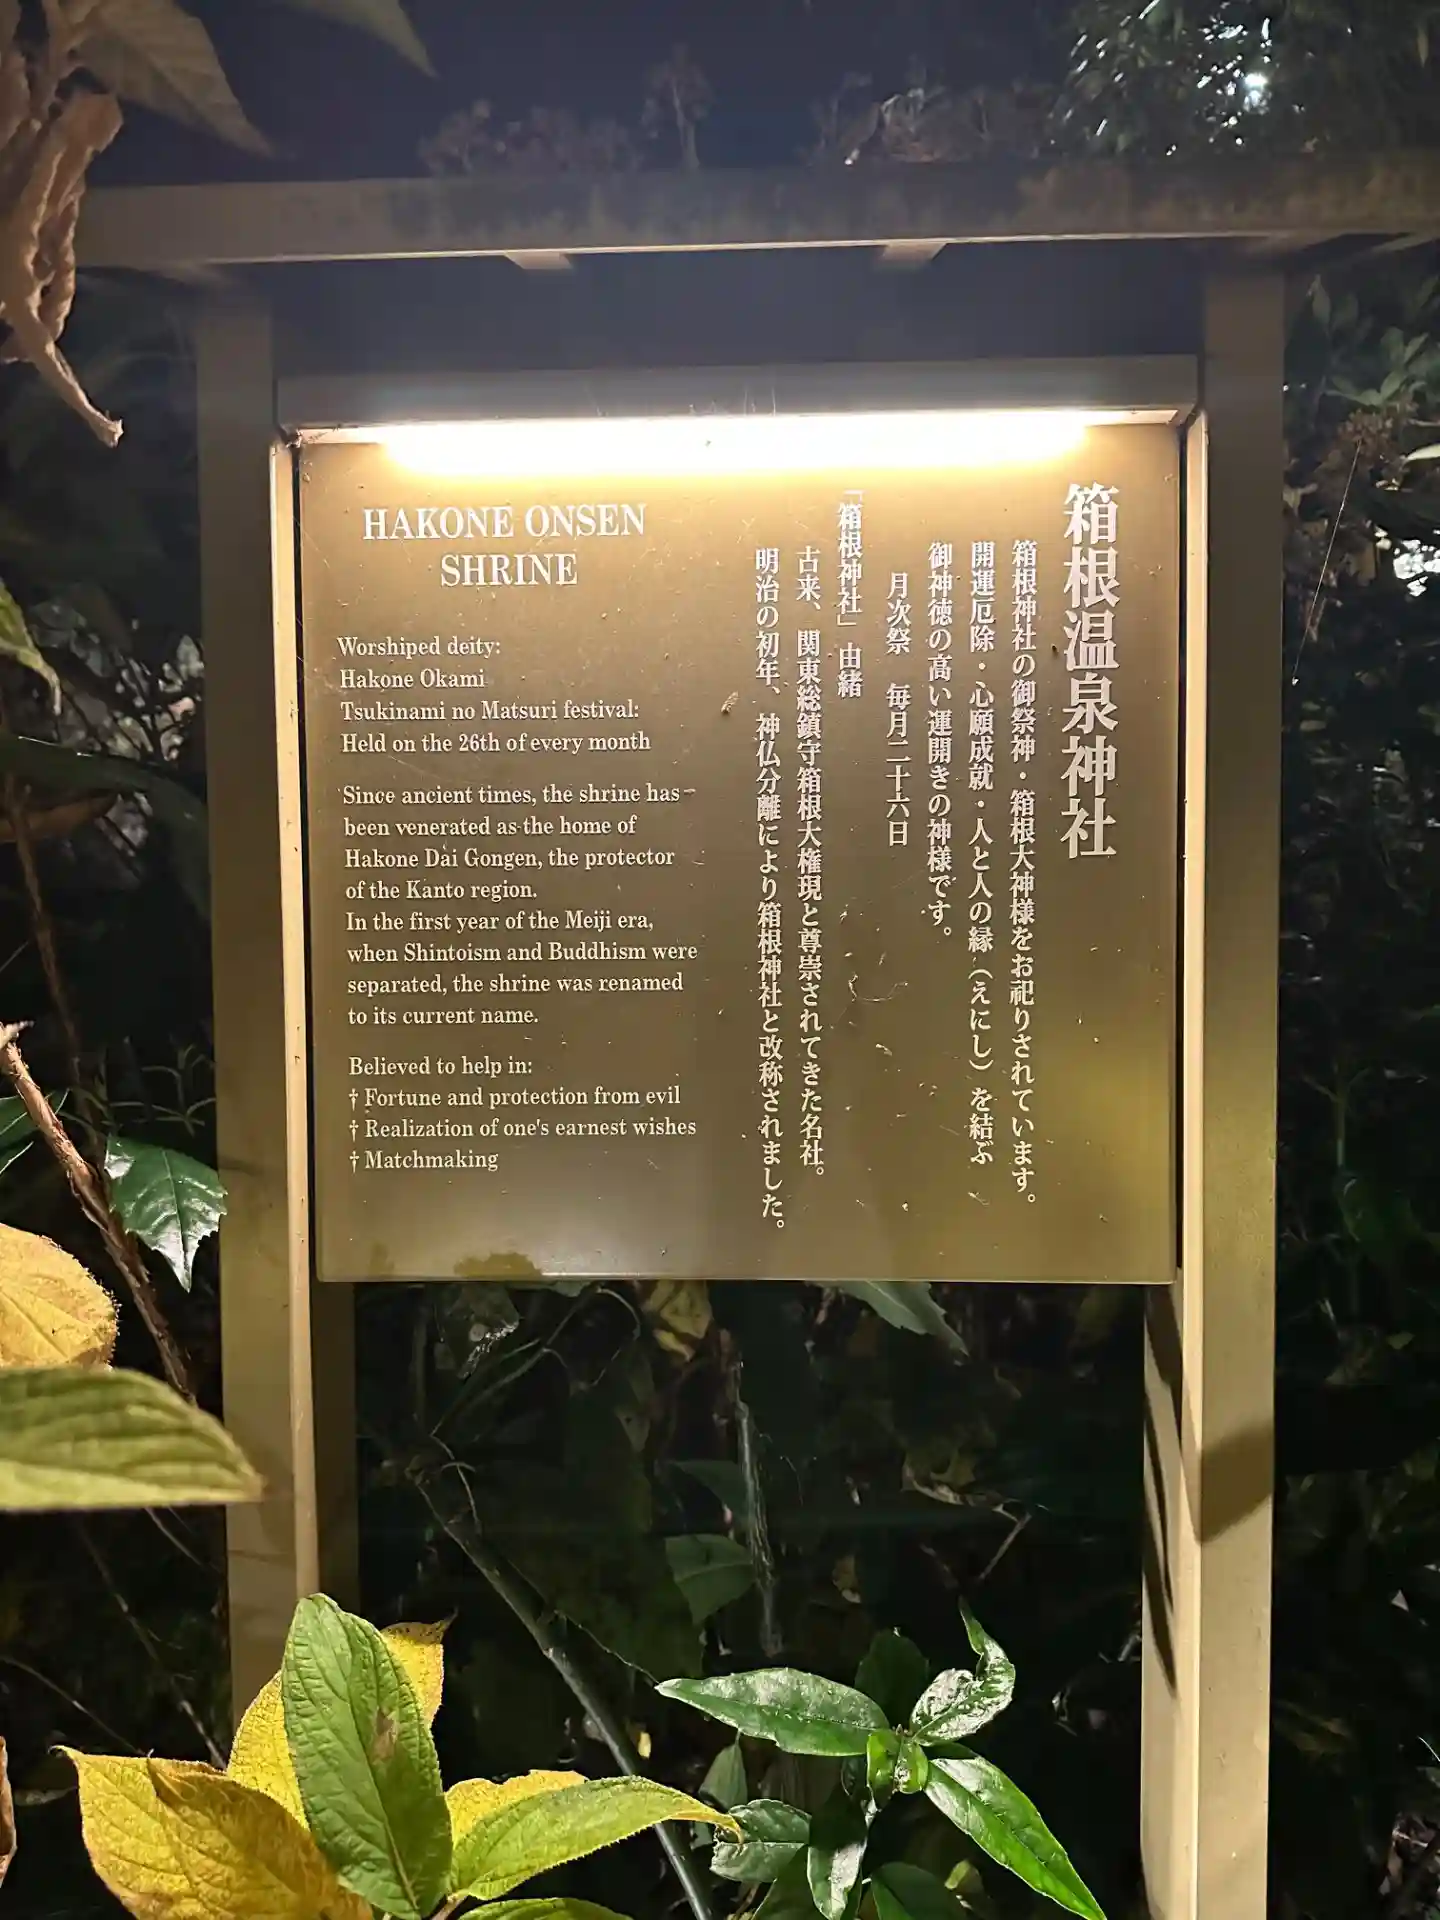 箱根温泉神社
箱根神社の御祭神・箱根大神様をお祀りされています。
開運厄除・心願成就・人と人の縁（えにし）を結ぶ
御神徳の高い運開きの神様です。
月次祭　毎月二十六日
「箱根神社」由緒
古来、関東総鎮守箱根大権現と尊崇されてきた名社。
明治の初年、神仏分離により箱根神社と改称されました。
HAKONE ONSEN
SHRINE
Worshiped deity:
Hakone Okami
Tsukinami no Matsuri festival:
Held on the 26th of every month
Since ancient times, the shrine has
been venerated as the home of
Hakone Dai Gongen, the protector
of the Kanto region.
In the first year of the Meiji era,
when Shintoism and Buddhism were
separated, the shrine was renamed
to its current name.
Believed to help in:
† Fortune and protection from evil
† Realization of one's earnest wishes
† Matchmaking